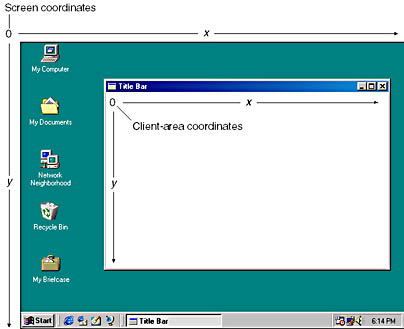 Screen coordinates
0
x
My Computer
Title Bar
0
x
My Documents
Client-area coordinates
Network
Neighborhood
y
y
Recycle Bin
My Briefcase
Start
Title Bar
6:14 PM